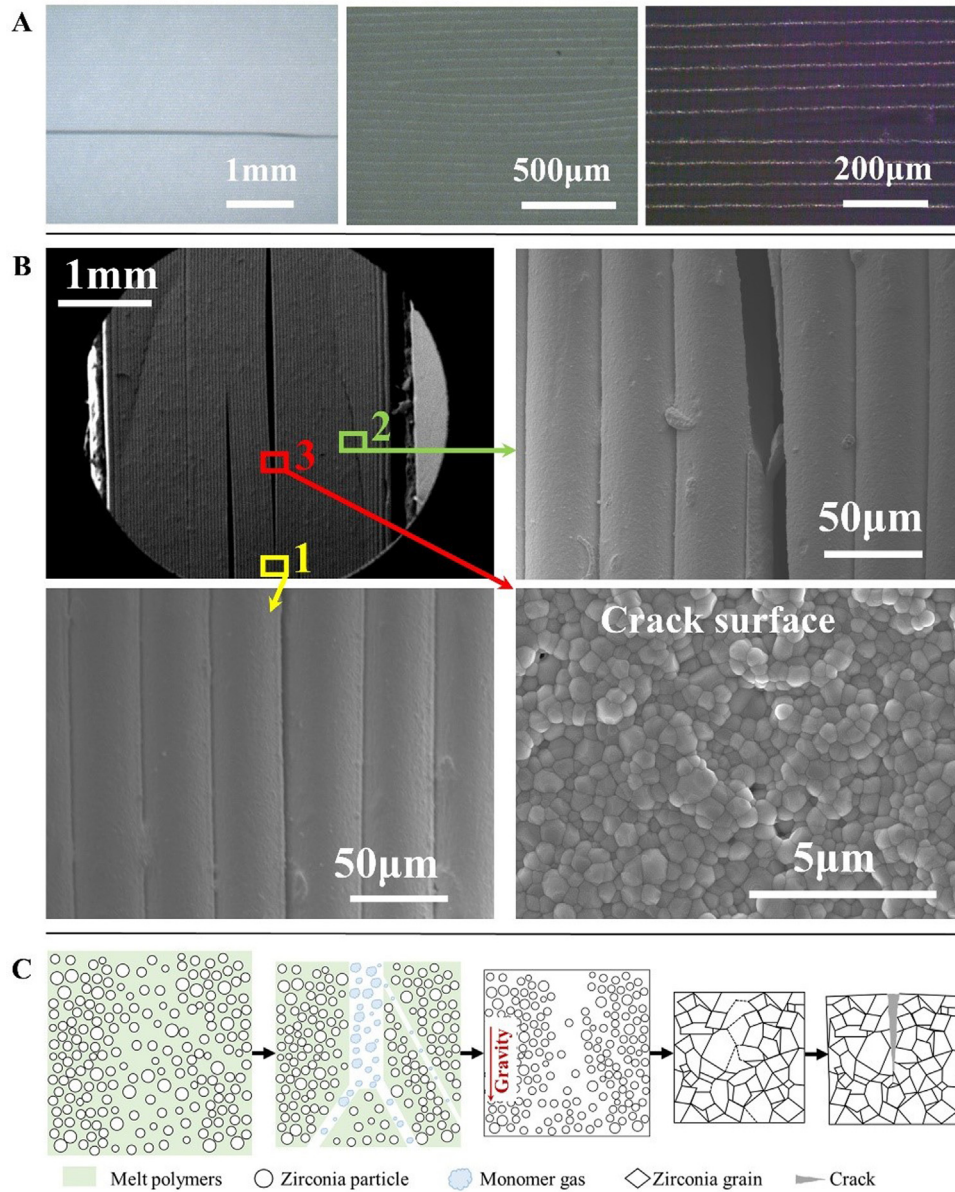 A
1mm
500μm
200μm
B
1mm
2
3
1
50μm
50μm
Crack surface
5μm
C
Gravity
Melt polymers
Zirconia particle
Monomer gas
Zirconia grain
Crack